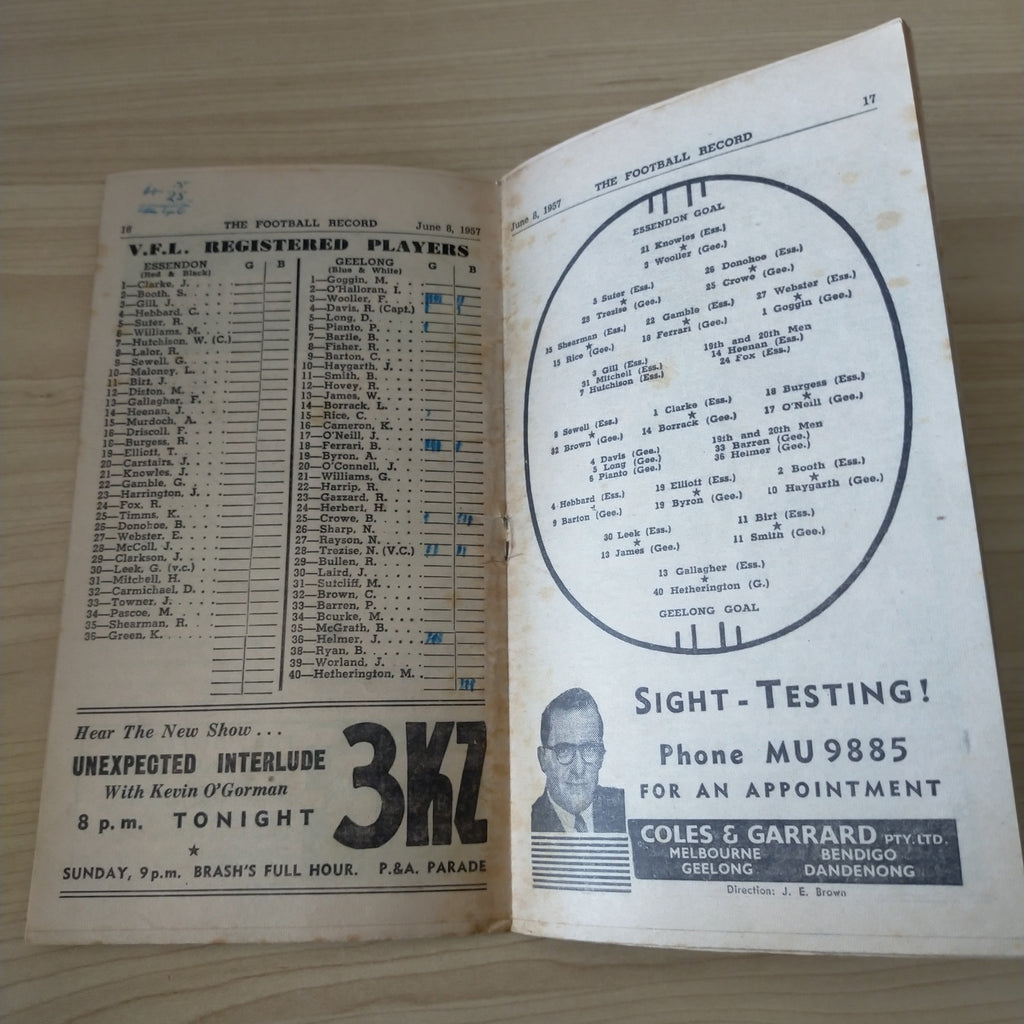 16 THE FOOTBALL RECORD June 8, 1957
V.F.L. REGISTERED PLAYERS
ESSENDON G B
(Red & Black)
1—Clarke, J.
2—Booth, S.
3—Gill, J.
4—Hebbard, C.
5—Suter, R.
6—Williams, M.
7—Hutchison, W. (C.)
8—Lalor, R.
9—Sewell, G.
10—Maloney, L.
11—Birt, J.
12—Diston, M.
13—Gallagher, F.
14—Heenan, J.
15—Murdoch, A.
16—Driscoll, F.
18—Burgess, R.
19—Elliott, T.
20—Carstairs, J.
21—Knowles, J.
22—Gamble, G.
23—Harrington, J.
24—Fox, R.
25—Timms, K.
26—Donohoe, B.
27—Webster, E.
28—McColl, J.
29—Clarkson, J.
30—Leek, G. (v.c.)
31—Mitchell, H.
32—Carmichael, D.
33—Towner, J.
34—Pascoe, M.
35—Shearman, R.
36—Green, K.
GEELONG G B
(Blue & White)
1—Goggin, M.
2—O'Halloran, I.
3—Wooller, F.
4—Davis, R. (Capt.)
5—Long, D.
6—Pianto, P.
7—Bartle, B.
8—Fisher, R.
9—Barton, C.
10—Haygarth, J.
11—Smith, B.
12—Hovey, R.
13—James, W.
14—Borrack, L.
15—Rice, C.
16—Cameron, K.
17—O'Neill, J.
18—Ferrari, B.
19—Byron, A.
20—O'Connell, J.
21—Williams, G.
22—Harrip, R.
23—Gazzard, R.
24—Herbert, H.
25—Crowe, B.
26—Sharp, N.
27—Rayson, N.
28—Trezise, N. (V.C.)
29—Bullen, R.
30—Laird, J.
31—Sutcliff, M.
32—Brown, C.
33—Barren, P.
34—Bourke, M.
35—McGrath, B.
36—Helmer, J.
38—Ryan, B.
39—Worland, J.
40—Hetherington, M.
Hear The New Show . . .
UNEXPECTED INTERLUDE
With Kevin O'Gorman
8 p.m. TONIGHT
3KZ
SUNDAY, 9 p.m. BRASH'S FULL HOUR. P.&A. PARADE
June 8, 1957 THE FOOTBALL RECORD 17
ESSENDON GOAL
21 Knowles (Ess.)
3 Wooller (Gee.)
5 Suter (Ess.)
28 Trezise (Gee.)
26 Donohoe (Ess.)
25 Crowe (Gee.)
35 Shearman (Ess.)
15 Rice (Gee.)
22 Gamble (Ess.)
18 Ferrari (Gee.)
27 Webster (Ess.)
1 Goggin (Gee.)
3 Gill (Ess.)
31 Mitchell (Ess.)
7 Hutchison (Ess.)
19th and 20th Men
14 Heenan (Ess.)
24 Fox (Ess.)
9 Sewell (Ess.)
32 Brown (Gee.)
1 Clarke (Ess.)
14 Borrack (Gee.)
18 Burgess (Ess.)
17 O'Neill (Gee.)
4 Davis (Gee.)
5 Long (Gee.)
6 Pianto (Gee.)
19th and 20th Men
33 Barren (Gee.)
36 Helmer (Gee.)
4 Hebbard (Ess.)
9 Barton (Gee.)
19 Elliott (Ess.)
19 Byron (Gee.)
2 Booth (Ess.)
10 Haygarth (Gee.)
30 Leek (Ess.)
13 James (Gee.)
11 Birt (Ess.)
11 Smith (Gee.)
13 Gallagher (Ess.)
40 Hetherington (G.)
GEELONG GOAL
SIGHT-TESTING!
Phone MU 9885
FOR AN APPOINTMENT
COLES & GARRARD PTY. LTD.
MELBOURNE BENDIGO
GEELONG DANDENONG
Direction: J. E. Brown